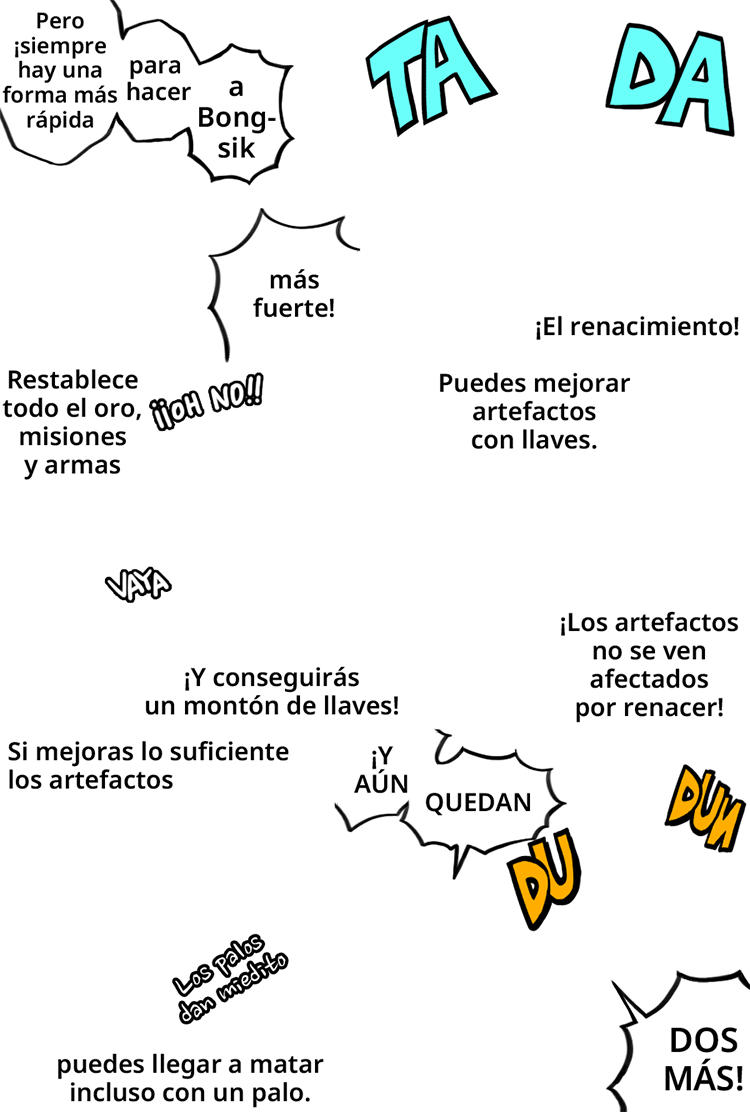 Pero
¡siempre
hay una
forma más
rápida
para
hacer
a
Bong-
sik
TA
DA
más
fuerte!
¡El renacimiento!
Restablece
todo el oro,
misiones
y armas
¡¡OH NO!!
Puedes mejorar
artefactos
con llaves.
VAYA
¡Los artefactos
no se ven
afectados
por renacer!
¡Y conseguirás
un montón de llaves!
Si mejoras lo suficiente
los artefactos
¡Y
AÚN
QUEDAN
DU
DUN
Los palos
dan miedito
puedes llegar a matar
incluso con un palo.
DOS
MÁS!